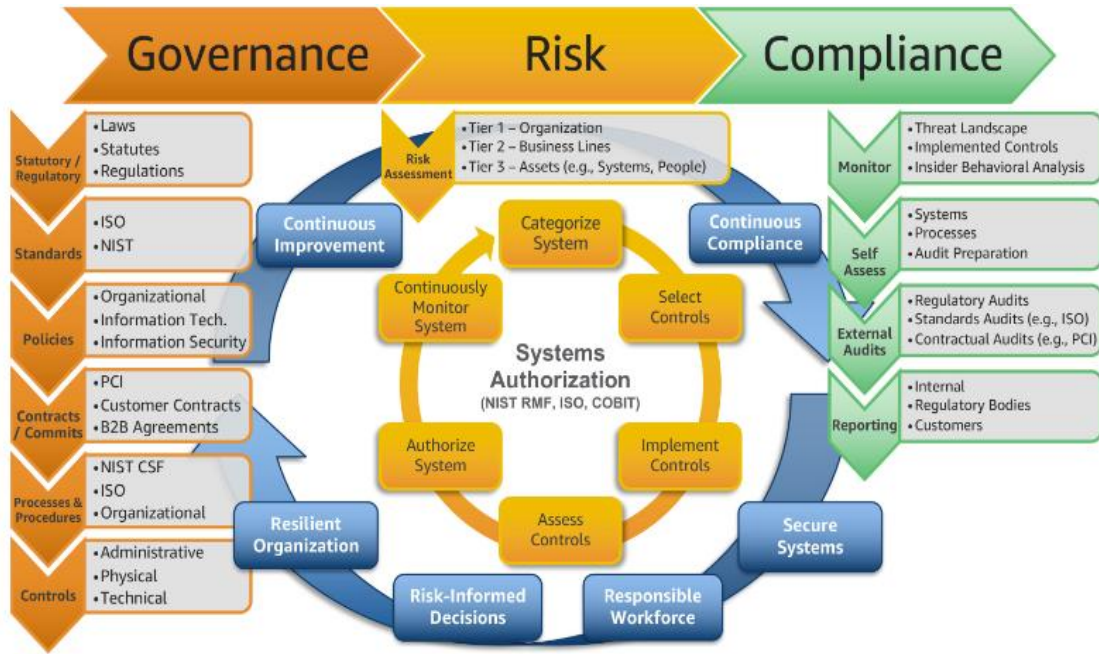 Governance
Risk
Compliance
Statutory /
Regulatory
•Laws
•Statutes
•Regulations
Standards
•ISO
•NIST
Policies
•Organizational
•Information Tech.
•Information Security
Contracts
/ Commits
•PCI
•Customer Contracts
•B2B Agreements
Processes &
Procedures
•NIST CSF
•ISO
•Organizational
Controls
•Administrative
•Physical
•Technical
Risk
Assessment
•Tier 1 – Organization
•Tier 2 – Business Lines
•Tier 3 – Assets (e.g., Systems, People)
Continuous
Improvement
Continuous
Compliance
Categorize
System
Select
Controls
Implement
Controls
Assess
Controls
Authorize
System
Continuously
Monitor
System
Systems
Authorization
(NIST RMF, ISO, COBIT)
Secure
Systems
Responsible
Workforce
Risk-Informed
Decisions
Resilient
Organization
Monitor
•Threat Landscape
•Implemented Controls
•Insider Behavioral Analysis
Self
Assess
•Systems
•Processes
•Audit Preparation
External
Audits
•Regulatory Audits
•Standards Audits (e.g., ISO)
•Contractual Audits (e.g., PCI)
Reporting
•Internal
•Regulatory Bodies
•Customers